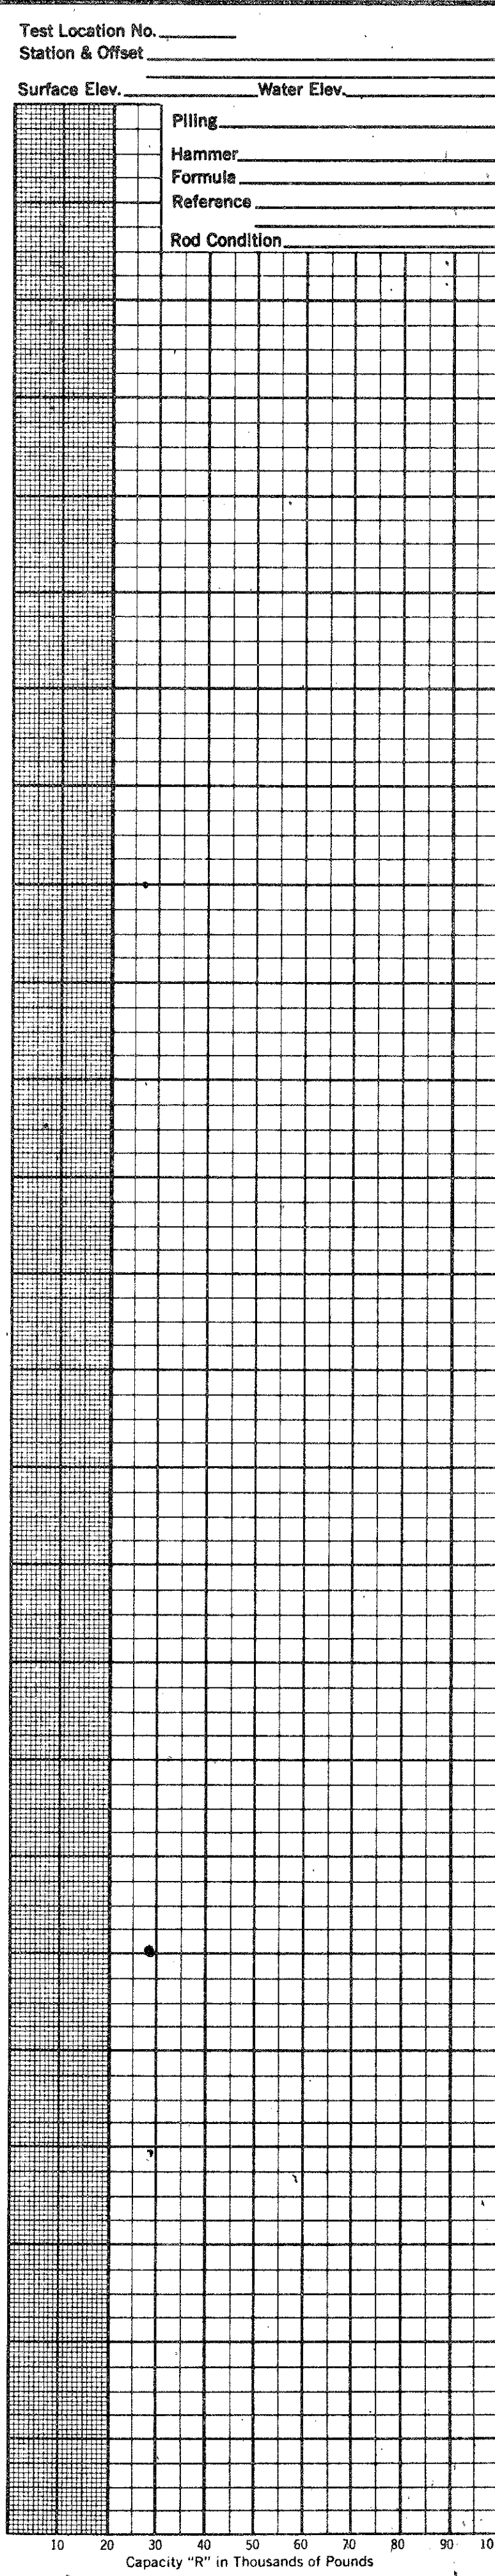 Test Location No.
Station & Offset
Surface Elev. Water Elev.
Piling
Hammer
Formula
Reference
Rod Condition
10 20 30 40 50 60 70 80 90 10
Capacity "R" in Thousands of Pounds